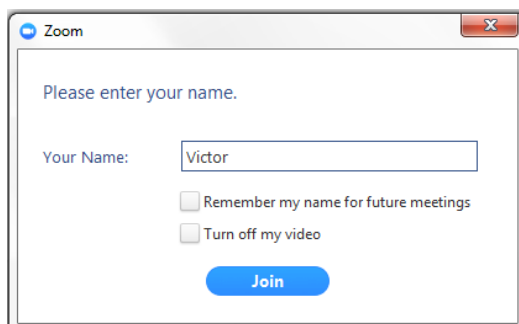 Zoom
Please enter your name.
Your Name: Victor
Remember my name for future meetings
Turn off my video
Join